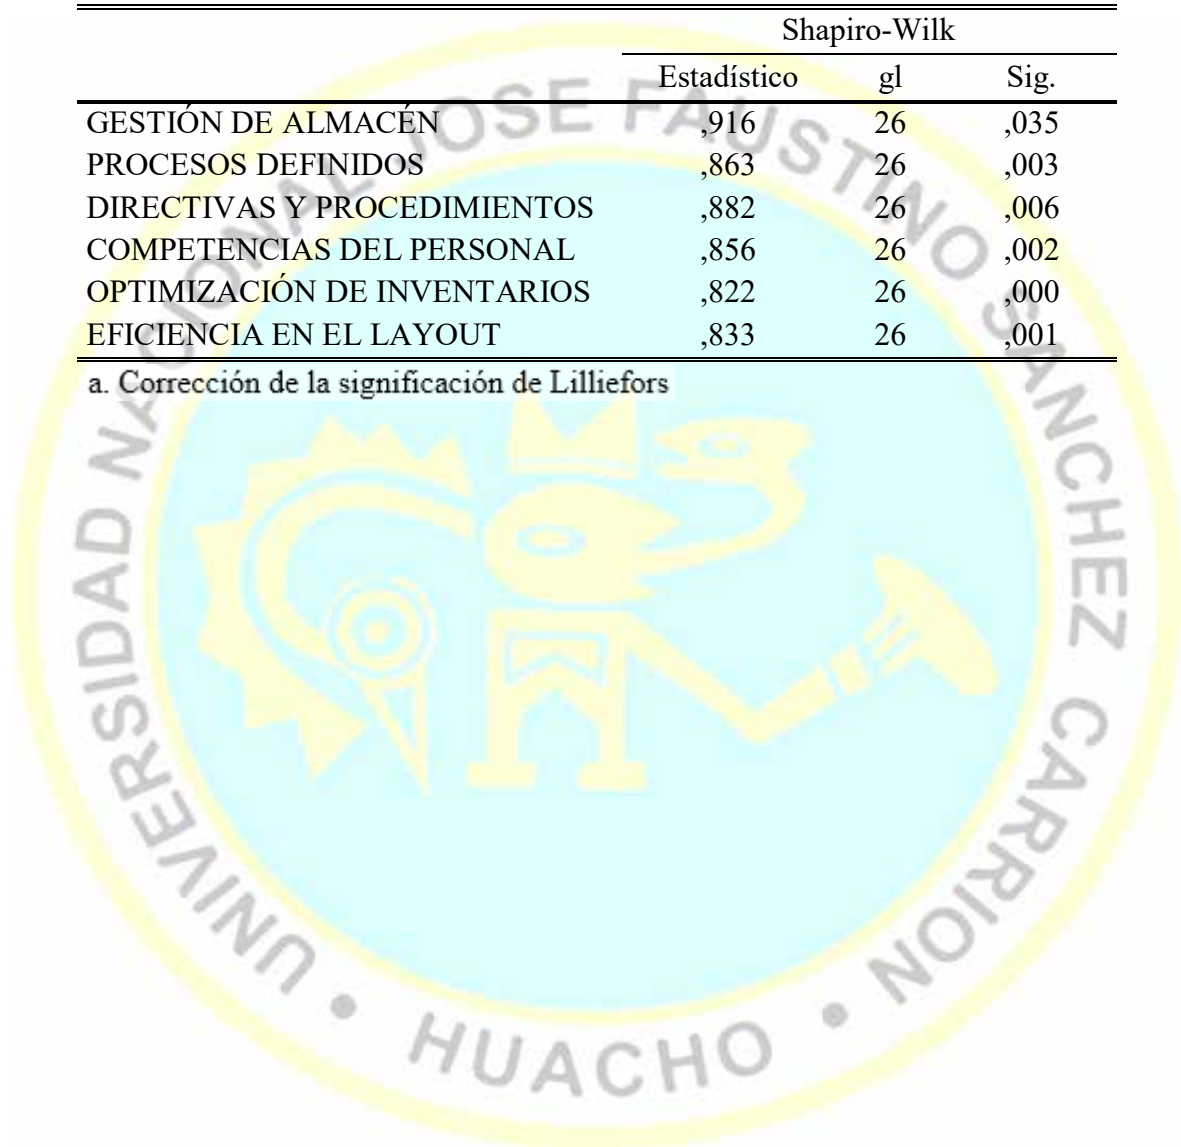 Shapiro-Wilk
Estadístico gl Sig.
GESTIÓN DE ALMACÉN ,916 26 ,035
PROCESOS DEFINIDOS ,863 26 ,003
DIRECTIVAS Y PROCEDIMIENTOS ,882 26 ,006
COMPETENCIAS DEL PERSONAL ,856 26 ,002
OPTIMIZACIÓN DE INVENTARIOS ,822 26 ,000
EFICIENCIA EN EL LAYOUT ,833 26 ,001
a. Corrección de la significación de Lilliefors
UNIVERSIDAD NACIONAL JOSE FAUSTINO SANCHEZ CARRION
• HUACHO •